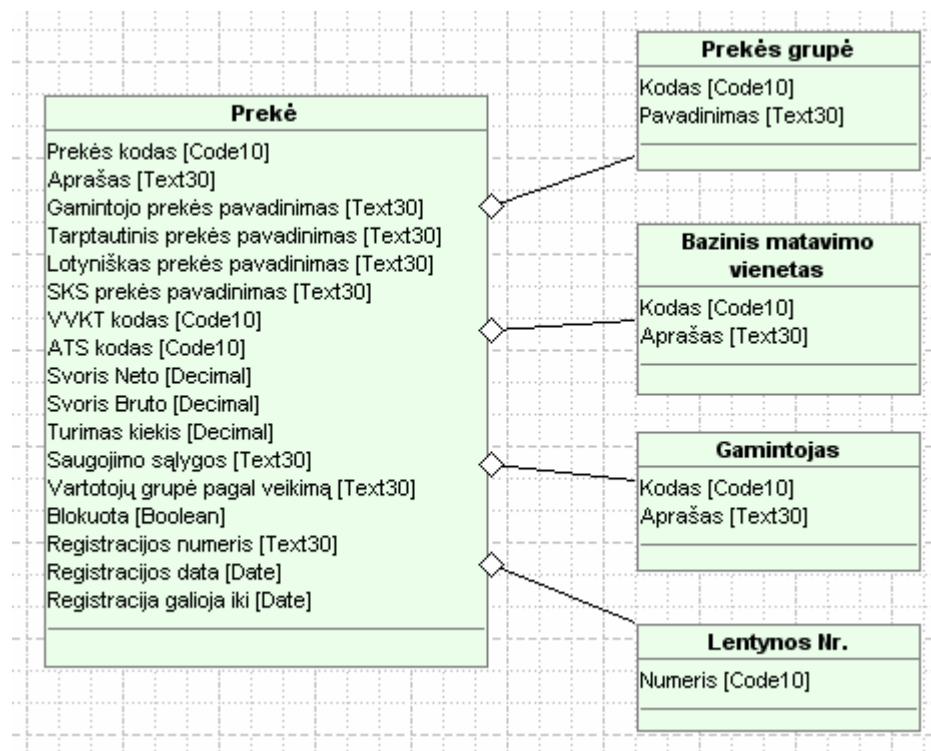 Prekė
Prekės kodas [Code10]
Aprašas [Text30]
Gamintojo prekės pavadinimas [Text30]
Tarptautinis prekės pavadinimas [Text30]
Lotyniškas prekės pavadinimas [Text30]
SKS prekės pavadinimas [Text30]
VVKT kodas [Code10]
ATS kodas [Code10]
Svoris Neto [Decimal]
Svoris Bruto [Decimal]
Turimas kiekis [Decimal]
Saugojimo sąlygos [Text30]
Vartotojų grupė pagal veikimą [Text30]
Blokuota [Boolean]
Registracijos numeris [Text30]
Registracijos data [Date]
Registracija galioja iki [Date]
Prekės grupė
Kodas [Code10]
Pavadinimas [Text30]
Bazinis matavimo
vienetas
Kodas [Code10]
Aprašas [Text30]
Gamintojas
Kodas [Code10]
Aprašas [Text30]
Lentynos Nr.
Numeris [Code10]